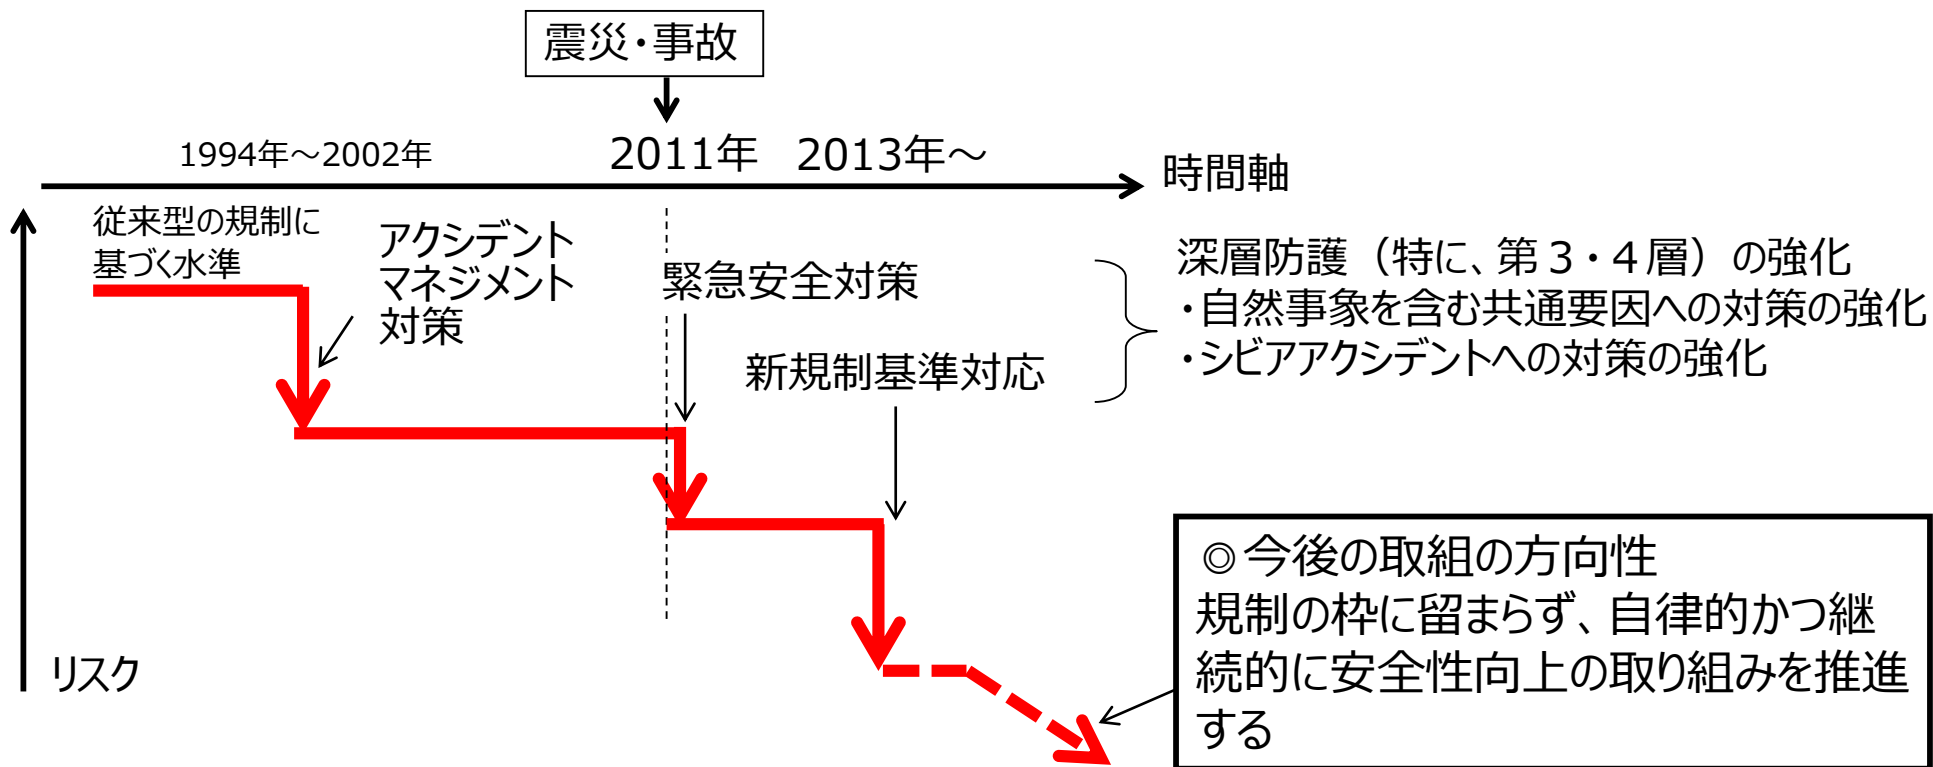 震災・事故
1994年～2002年
2011年
2013年～
時間軸
従来型の規制に
基づく水準
アクシデント
マネジメント
対策
緊急安全対策
新規制基準対応
深層防護（特に、第３・４層）の強化
・自然事象を含む共通要因への対策の強化
・シビアアクシデントへの対策の強化
リスク
◎今後の取組の方向性
規制の枠に留まらず、自律的かつ継
続的に安全性向上の取り組みを推進
する